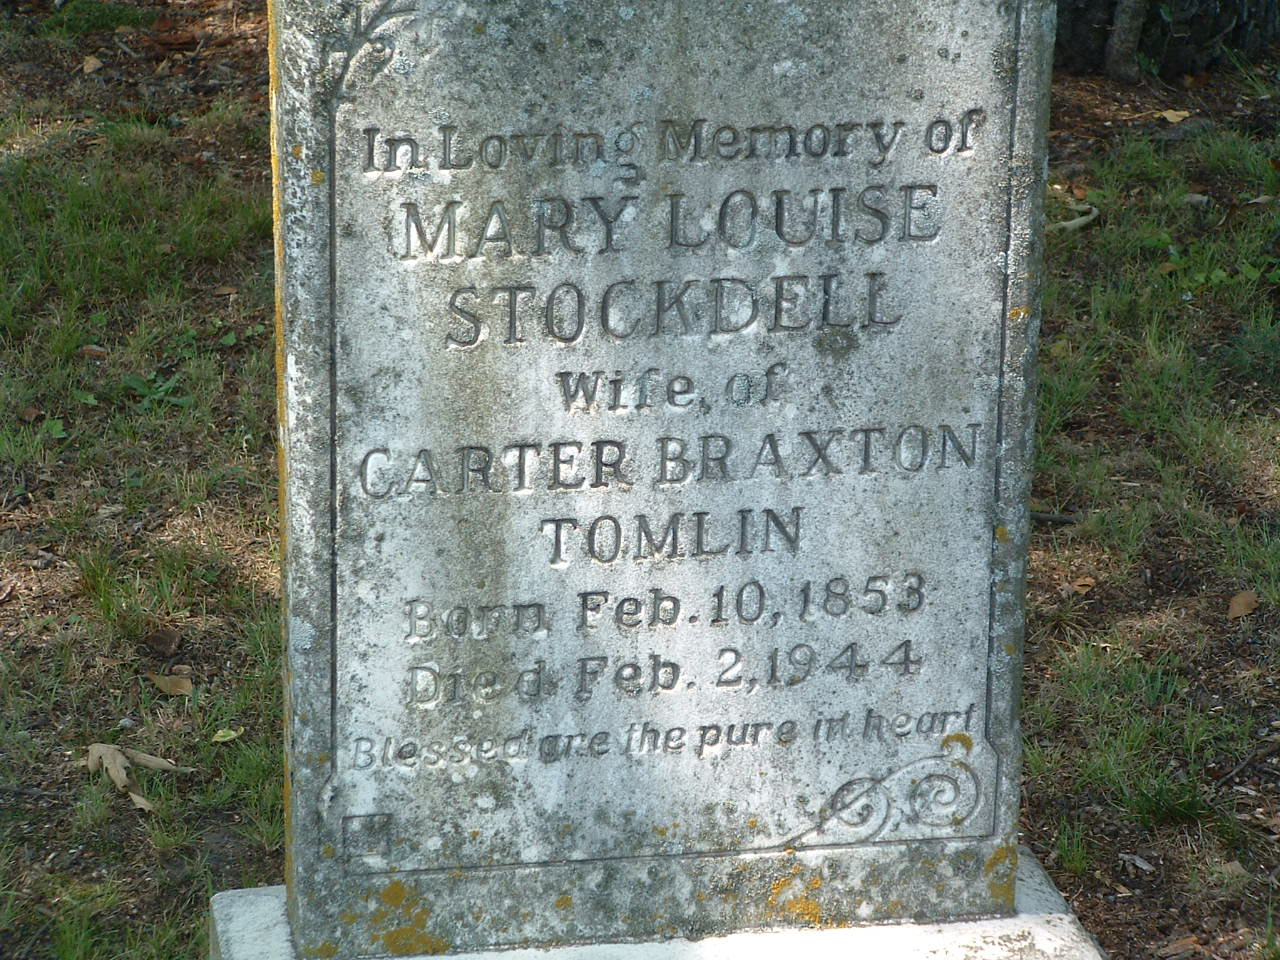 In Loving Memory of
MARY LOUISE
STOCKDELL
Wife of
CARTER BRAXTON
TOMLIN
Born Feb. 10, 1853
Died Feb. 2, 1944
Blessed are the pure in heart